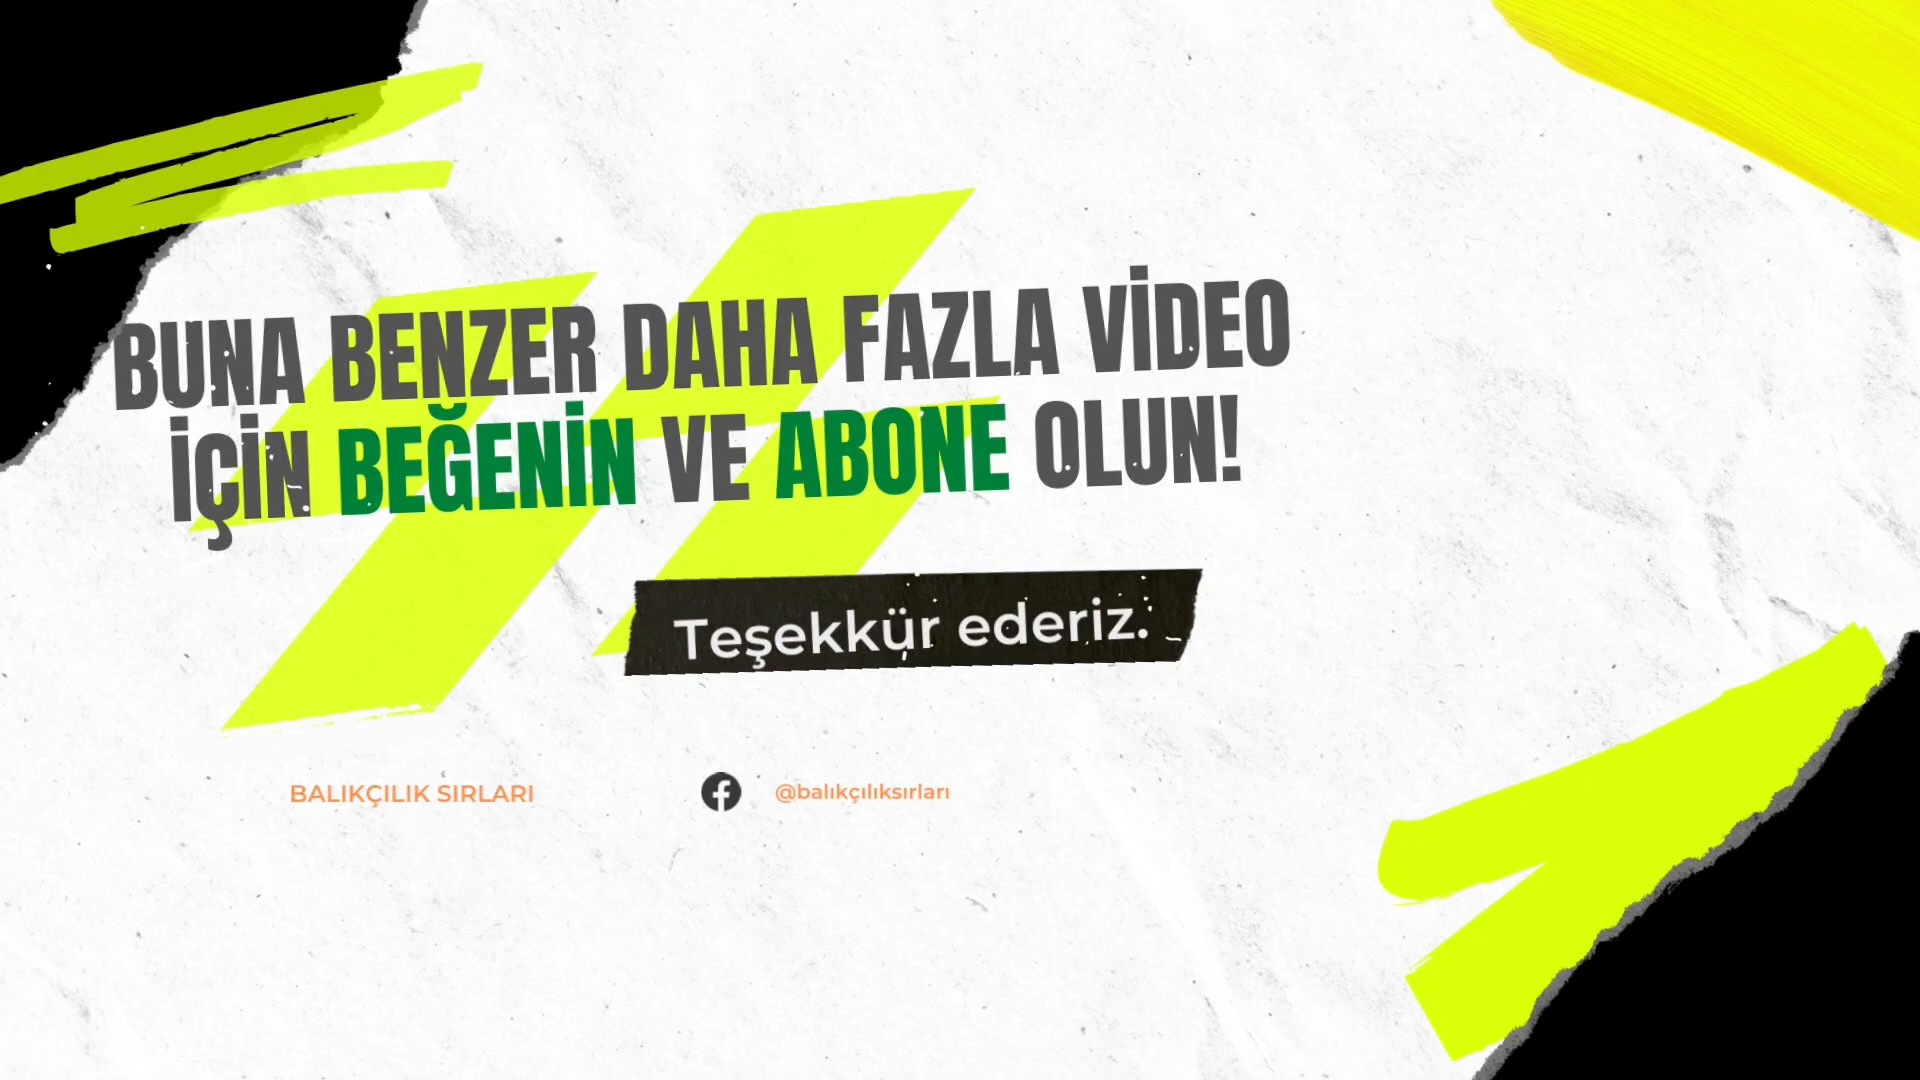 BUNA BENZER DAHA FAZLA VİDEO
İÇİN BEĞENİN VE ABONE OLUN!
Teşekkür ederiz.
BALIKÇILIK SIRLARI
@balıkçılıksırları